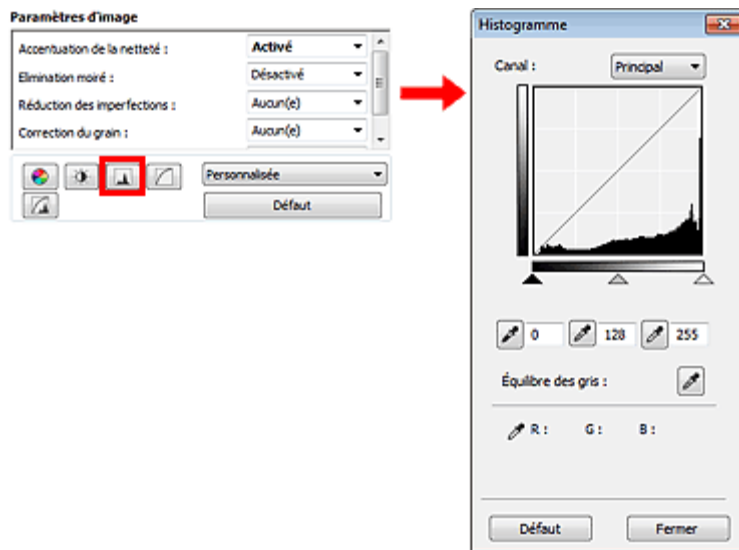 Paramètres d'image
Accentuation de la netteté : Activé
Elimination moiré : Désactivé
Réduction des imperfections : Aucun(e)
Correction du grain : Aucun(e)
Personnalisée
Défaut
Histogramme
Canal : Principal
0 128 255
Équilibre des gris :
R : G : B :
Défaut Fermer